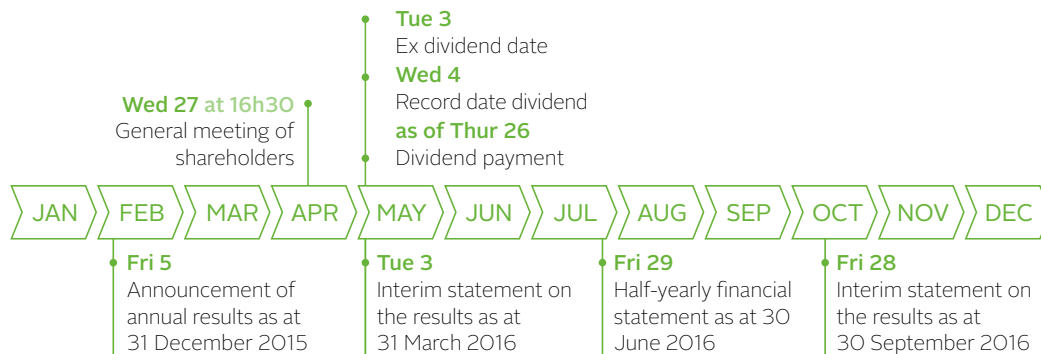 Tue 3
Ex dividend date
Wed 4
Record date dividend
as of Thur 26
Dividend payment
Wed 27 at 16h30
General meeting of
shareholders
JAN FEB MAR APR MAY JUN JUL AUG SEP OCT NOV DEC
Fri 5
Announcement of
annual results as at
31 December 2015
Tue 3
Interim statement on
the results as at
31 March 2016
Fri 29
Half-yearly financial
statement as at 30
June 2016
Fri 28
Interim statement on
the results as at
30 September 2016